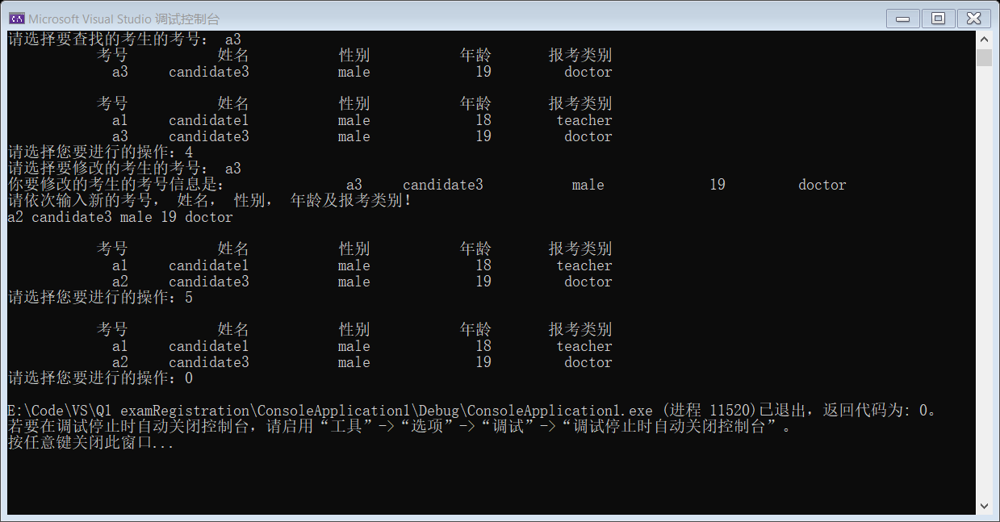 Microsoft Visual Studio 调试控制台
请选择要查找的考生的考号: a3
考号 姓名 性别 年龄 报考类别
a3 candidate3 male 19 doctor
考号 姓名 性别 年龄 报考类别
a1 candidate1 male 18 teacher
a3 candidate3 male 19 doctor
请选择您要进行的操作: 4
请选择要修改的考生的考号: a3
你要修改的考生的考号信息是: a3 candidate3 male 19 doctor
请依次输入新的考号, 姓名, 性别, 年龄及报考类别!
a2 candidate3 male 19 doctor
考号 姓名 性别 年龄 报考类别
a1 candidate1 male 18 teacher
a2 candidate3 male 19 doctor
请选择您要进行的操作: 5
考号 姓名 性别 年龄 报考类别
a1 candidate1 male 18 teacher
a2 candidate3 male 19 doctor
请选择您要进行的操作: 0
E:\Code\VS\Q1 examRegistration\ConsoleApplication1\Debug\ConsoleApplication1.exe (进程 11520)已退出，返回代码为: 0。
若要在调试停止时自动关闭控制台，请启用“工具”->“选项”->“调试”->“调试停止时自动关闭控制台”。
按任意键关闭此窗口...